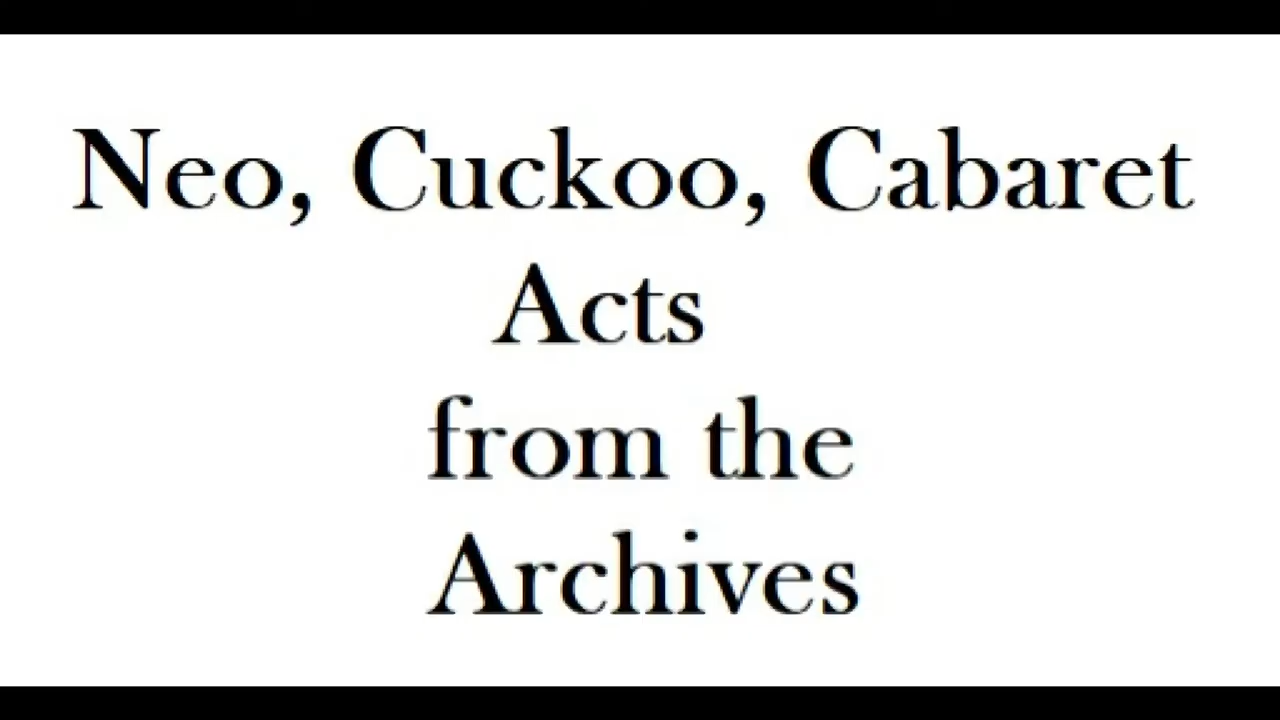 Neo, Cuckoo, Cabaret
Acts
from the
Archives